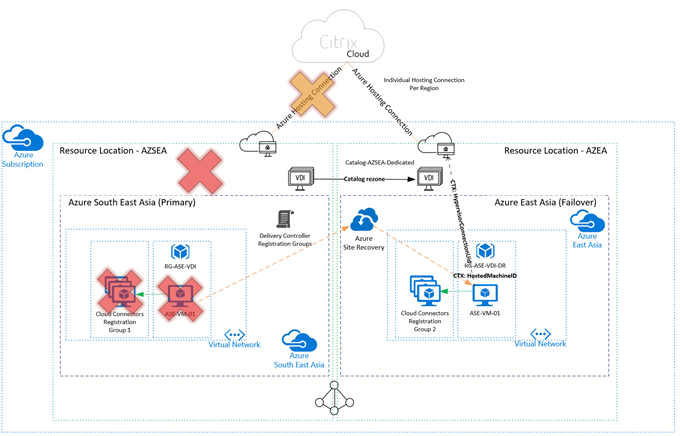 Citrix
Cloud
Individual Hosting Connection
Per Region
Azure Hosting Connection
Azure Hosting Connection
Azure
Subscription
Resource Location - AZSEA
Resource Location - AZEA
Catalog-AZSEA-Dedicated
VDI
Catalog rezone
VDI
Azure South East Asia (Primary)
Azure East Asia (Failover)
CTX: HypervisorConnectionUid
Delivery Controller
Registration Groups
Azure
Site Recovery
Azure
East Asia
RG-ASE-VDI
RG-ASE-VDI-DR
CTX: HostedMachineID
Cloud Connectors
Registration
Group 1
ASE-VM-01
Cloud Connectors
Registration
Group 2
ASE-VM-01
Virtual Network
Virtual Network
Azure
South East Asia